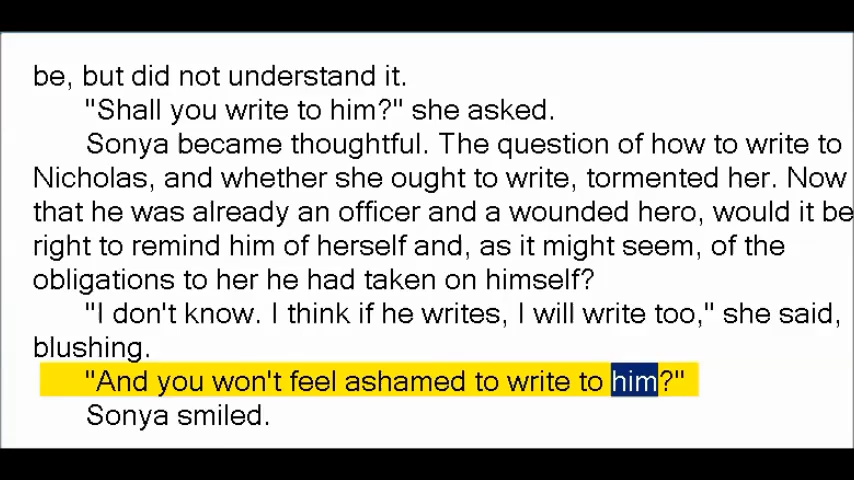 be, but did not understand it.
"Shall you write to him?" she asked.
Sonya became thoughtful. The question of how to write to
Nicholas, and whether she ought to write, tormented her. Now
that he was already an officer and a wounded hero, would it be
right to remind him of herself and, as it might seem, of the
obligations to her he had taken on himself?
"I don't know. I think if he writes, I will write too," she said,
blushing.
"And you won't feel ashamed to write to him?"
Sonya smiled.